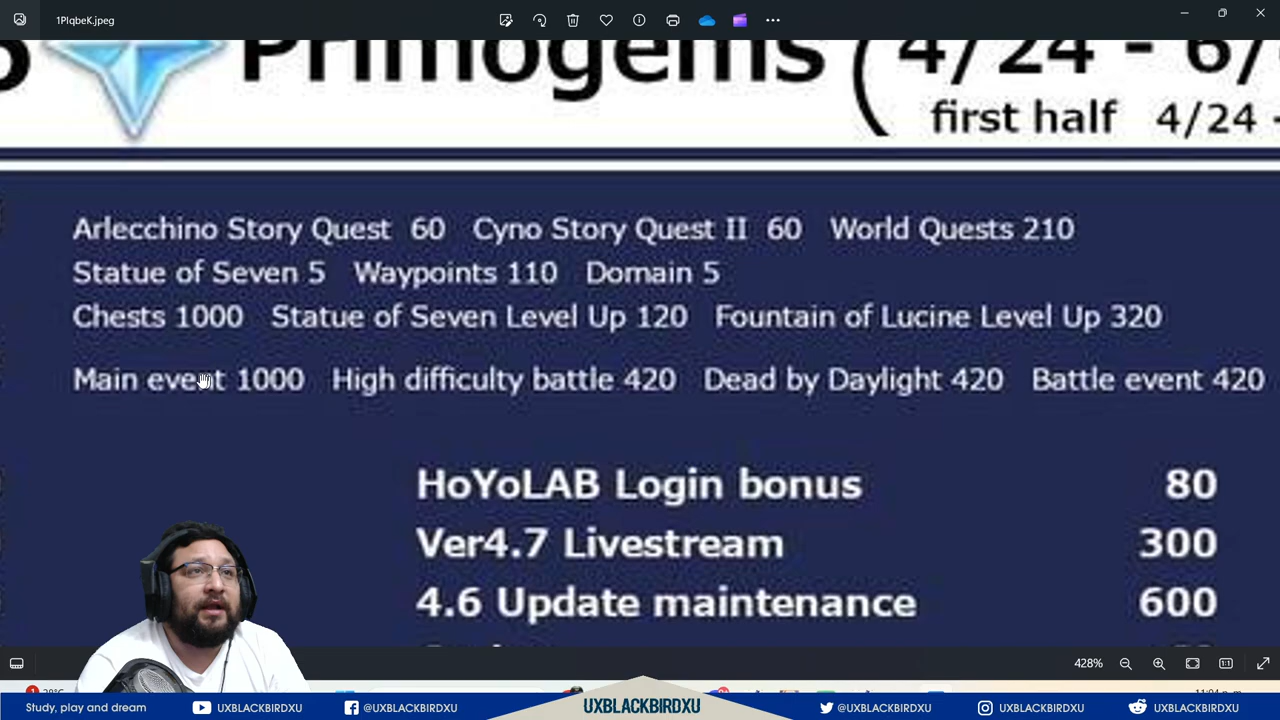 1PlqbeK.jpeg
Primogems ( 4/24 - 6/
first half 4/24 -
Arlecchino Story Quest 60 Cyno Story Quest II 60 World Quests 210
Statue of Seven 5 Waypoints 110 Domain 5
Chests 1000 Statue of Seven Level Up 120 Fountain of Lucine Level Up 320
Main event 1000 High difficulty battle 420 Dead by Daylight 420 Battle event 420
HoYoLAB Login bonus 80
Ver4.7 Livestream 300
4.6 Update maintenance 600
428%
Study, play and dream UXBLACKBIRDXU @UXBLACKBIRDXU UXBLACKBIRDXU @UXBLACKBIRDXU UXBLACKBIRDXU UXBLACKBIRDXU